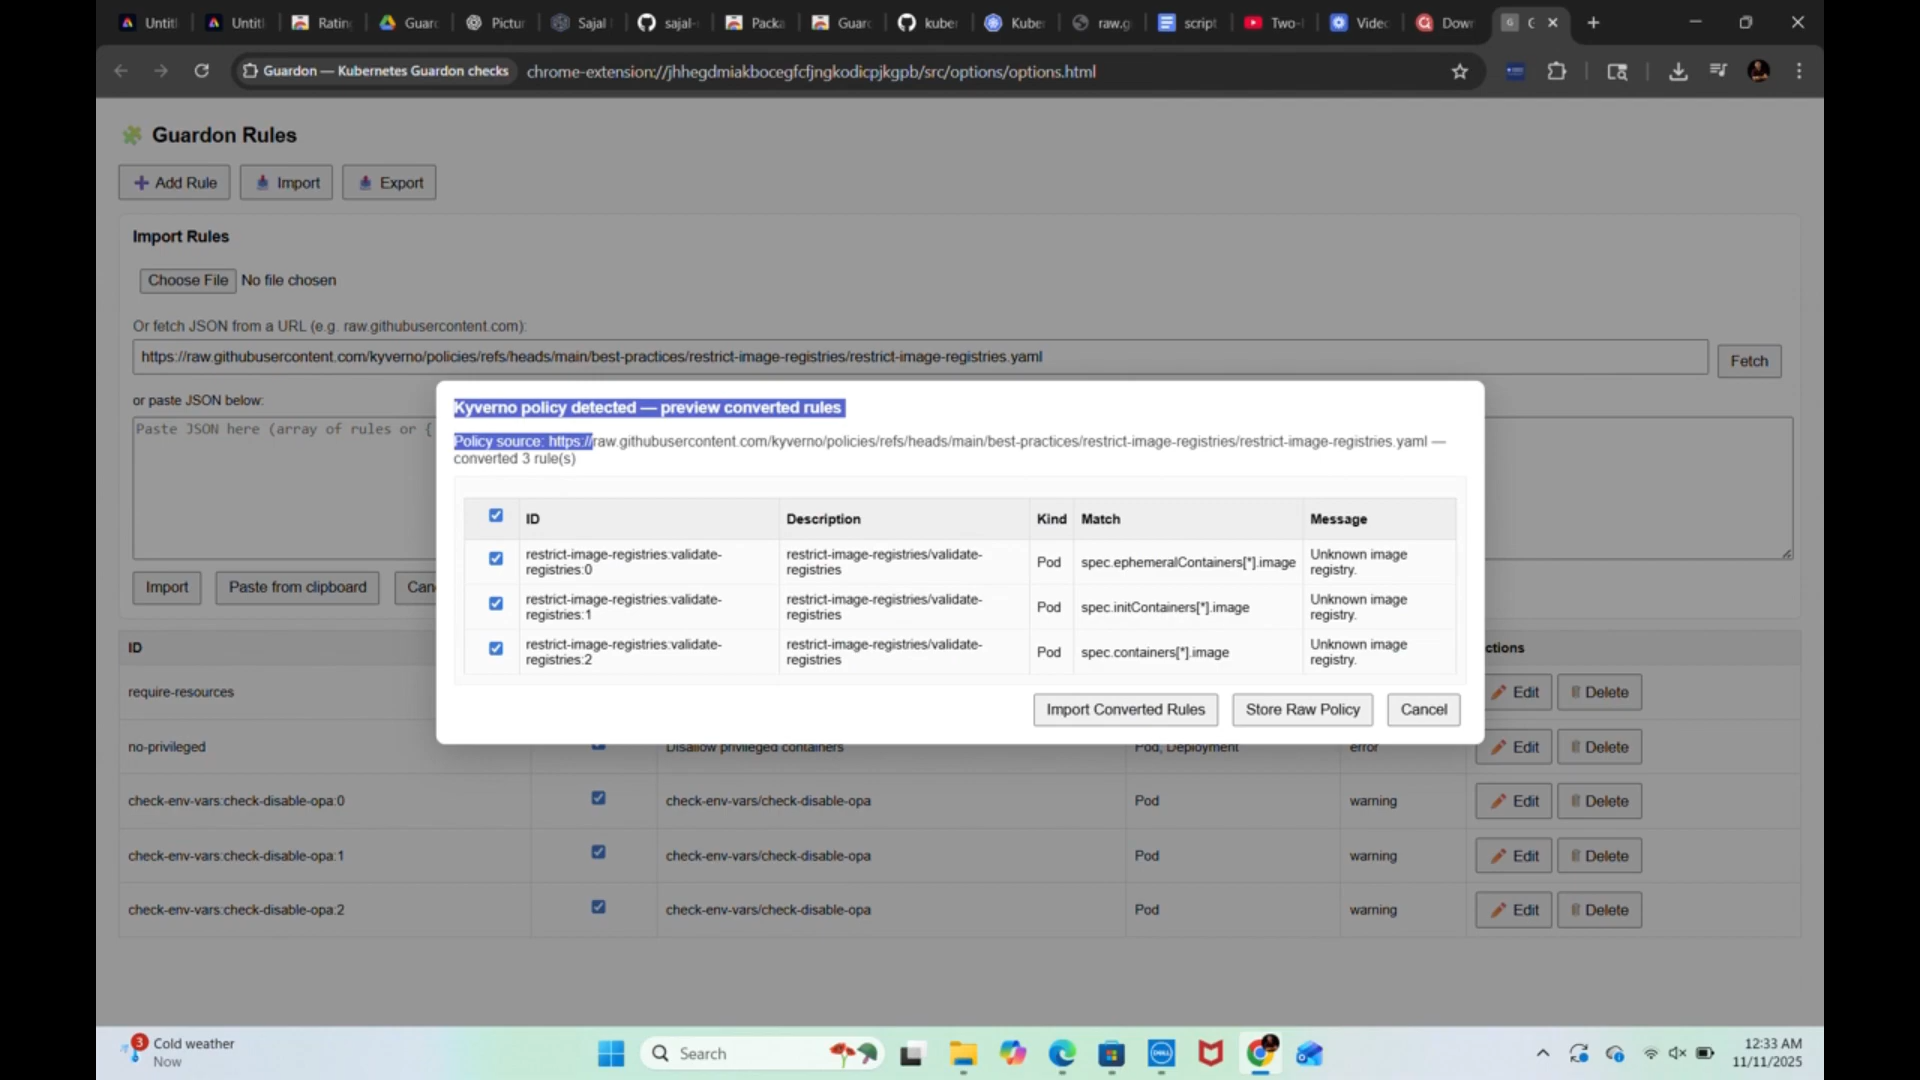 Untitl
Untitl
Rating
Guard
Pictur
Sajal
sajal-
Packa
Guard
kuber
Kuber
raw.g
script
Two-
Video
Down
Guardon — Kubernetes Guardon checks
chrome-extension://jhhegdmiakbocegfcfjngkodicpjkgpb/src/options/options.html
Guardon Rules
Add Rule
Import
Export
Import Rules
Choose File No file chosen
Or fetch JSON from a URL (e.g. raw.githubusercontent.com):
https://raw.githubusercontent.com/kyverno/policies/refs/heads/main/best-practices/restrict-image-registries/restrict-image-registries.yaml
Fetch
or paste JSON below:
Paste JSON here (array of rules or {
Kyverno policy detected — preview converted rules
Policy source: https://raw.githubusercontent.com/kyverno/policies/refs/heads/main/best-practices/restrict-image-registries/restrict-image-registries.yaml —
converted 3 rule(s)
ID Description Kind Match Message
restrict-image-registries:validate-
registries:0
restrict-image-registries/validate-
registries
Pod
spec.ephemeralContainers[*].image
Unknown image
registry.
restrict-image-registries:validate-
registries:1
restrict-image-registries/validate-
registries
Pod
spec.initContainers[*].image
Unknown image
registry.
restrict-image-registries:validate-
registries:2
restrict-image-registries/validate-
registries
Pod
spec.containers[*].image
Unknown image
registry.
Import Converted Rules
Store Raw Policy
Cancel
Import
Paste from clipboard
Can
ID
ctions
require-resources
Edit Delete
no-privileged Disallow privileged containers Pod, Deployment error Edit Delete
check-env-vars:check-disable-opa:0 check-env-vars/check-disable-opa Pod warning Edit Delete
check-env-vars:check-disable-opa:1 check-env-vars/check-disable-opa Pod warning Edit Delete
check-env-vars:check-disable-opa:2 check-env-vars/check-disable-opa Pod warning Edit Delete
3
Cold weather
Now
Search
DELL
12:33 AM
11/11/2025